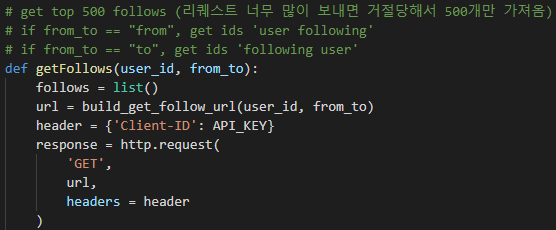 # get top 500 follows (리퀘스트 너무 많이 보내면 거절당해서 500개만 가져옴)
# if from_to == "from", get ids 'user following'
# if from_to == "to", get ids 'following user'
def getFollows(user_id, from_to):
    follows = list()
    url = build_get_follow_url(user_id, from_to)
    header = {'Client-ID': API_KEY}
    response = http.request(
        'GET',
        url,
        headers = header
    )